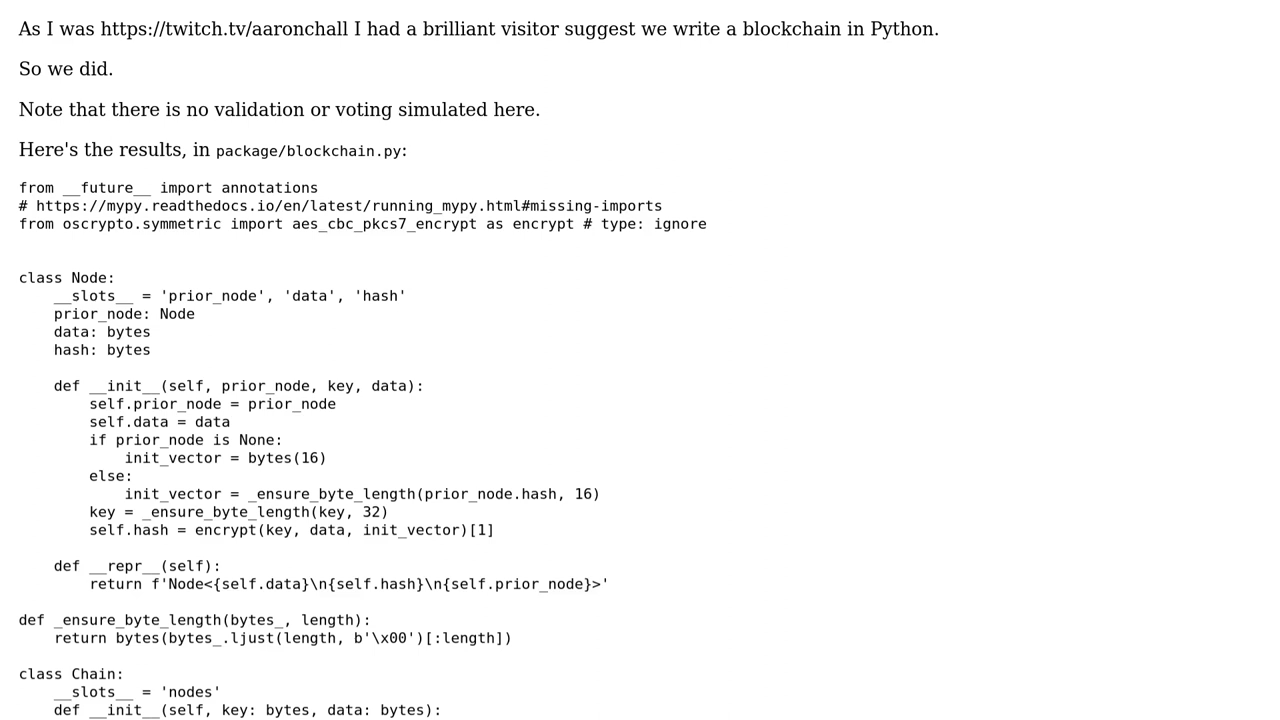 As I was https://twitch.tv/aaronchall I had a brilliant visitor suggest we write a blockchain in Python.
So we did.
Note that there is no validation or voting simulated here.
Here's the results, in package/blockchain.py:
from __future__ import annotations
# https://mypy.readthedocs.io/en/latest/running_mypy.html#missing-imports
from oscrypto.symmetric import aes_cbc_pkcs7_encrypt as encrypt # type: ignore
class Node:
    __slots__ = 'prior_node', 'data', 'hash'
    prior_node: Node
    data: bytes
    hash: bytes
    def __init__(self, prior_node, key, data):
        self.prior_node = prior_node
        self.data = data
        if prior_node is None:
            init_vector = bytes(16)
        else:
            init_vector = _ensure_byte_length(prior_node.hash, 16)
        key = _ensure_byte_length(key, 32)
        self.hash = encrypt(key, data, init_vector)[1]
    def __repr__(self):
        return f'Node<{self.data}\n{self.hash}\n{self.prior_node}>'
def _ensure_byte_length(bytes_, length):
    return bytes(bytes_.ljust(length, b'\x00')[:length])
class Chain:
    __slots__ = 'nodes'
    def __init__(self, key: bytes, data: bytes):